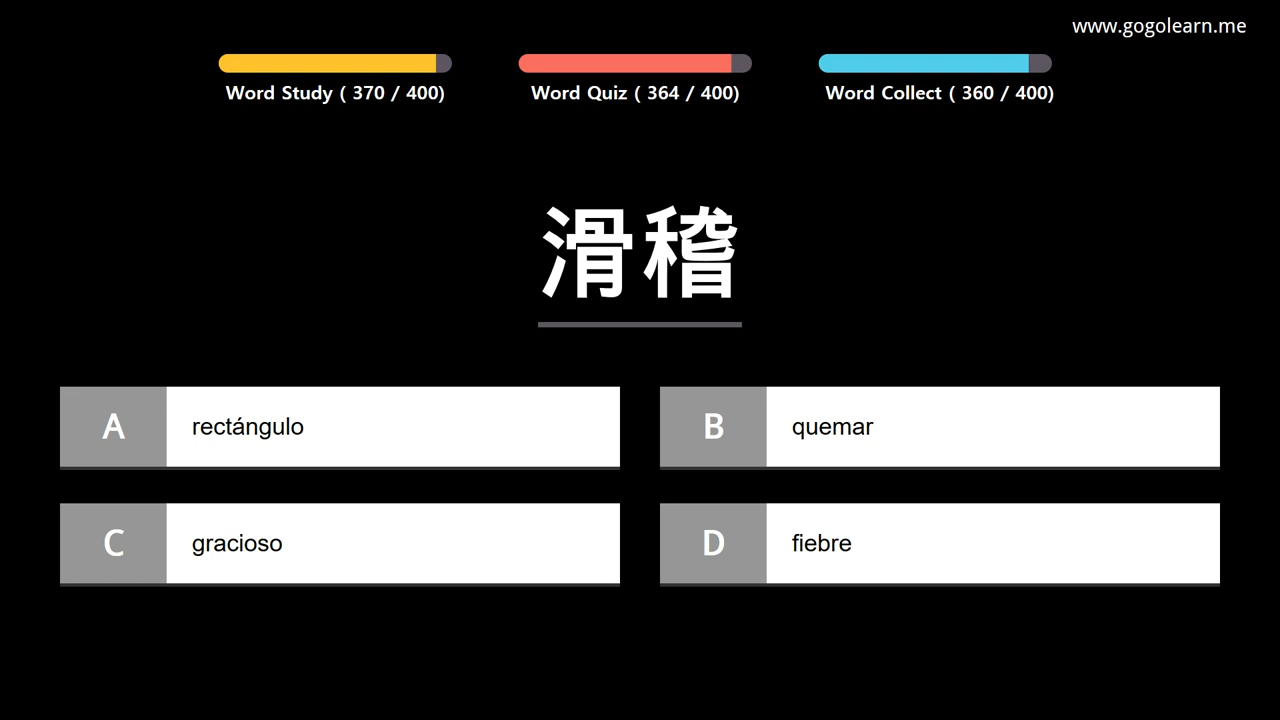 www.gogolearn.me
Word Study ( 370 / 400)
Word Quiz ( 364 / 400)
Word Collect ( 360 / 400)
滑稽
A rectángulo
B quemar
C gracioso
D fiebre